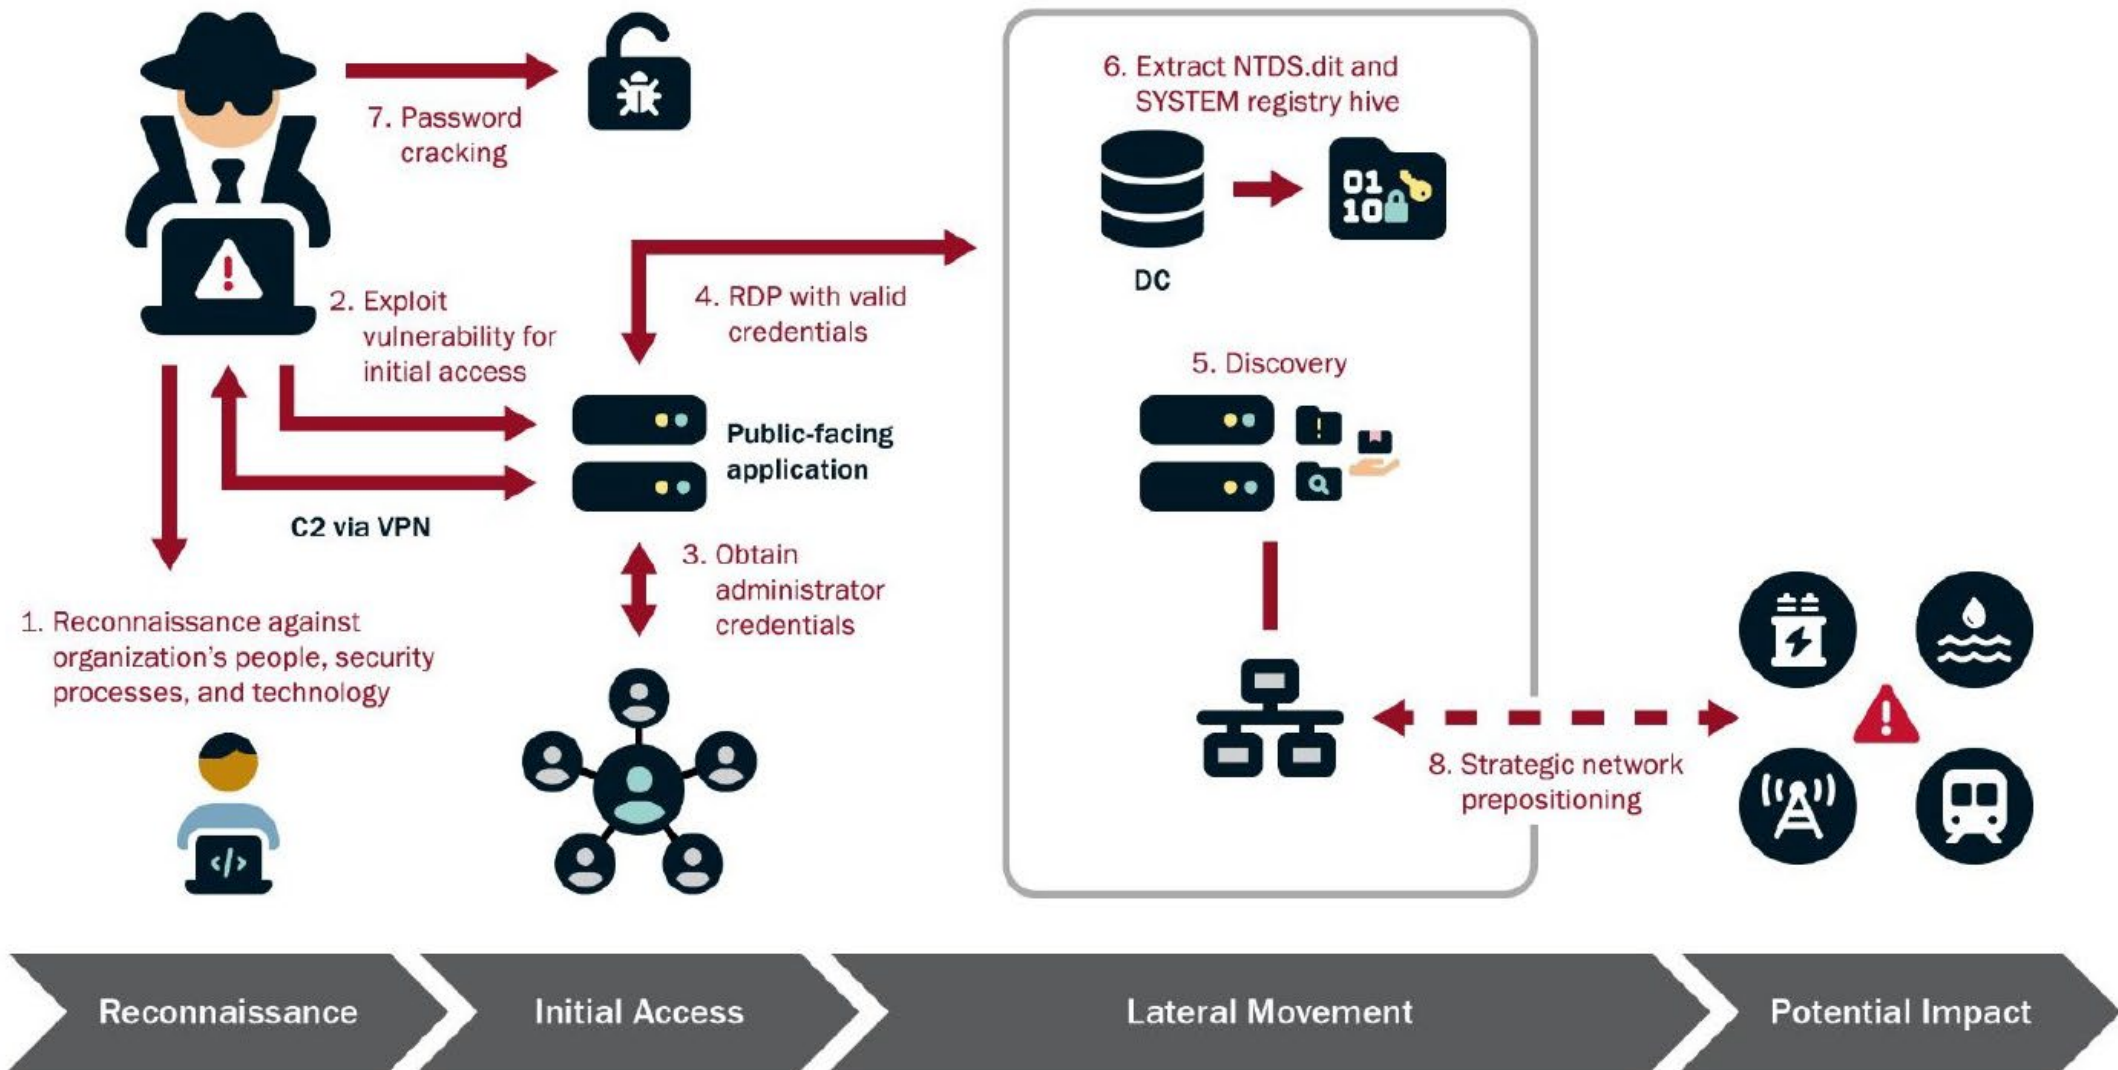 7. Password
cracking
2. Exploit
vulnerability for
initial access
C2 via VPN
1. Reconnaissance against
organization's people, security
processes, and technology
</>
Public-facing
application
3. Obtain
administrator
credentials
4. RDP with valid
credentials
6. Extract NTDS.dit and
SYSTEM registry hive
01
10
DC
5. Discovery
8. Strategic network
prepositioning
Reconnaissance
Initial Access
Lateral Movement
Potential Impact